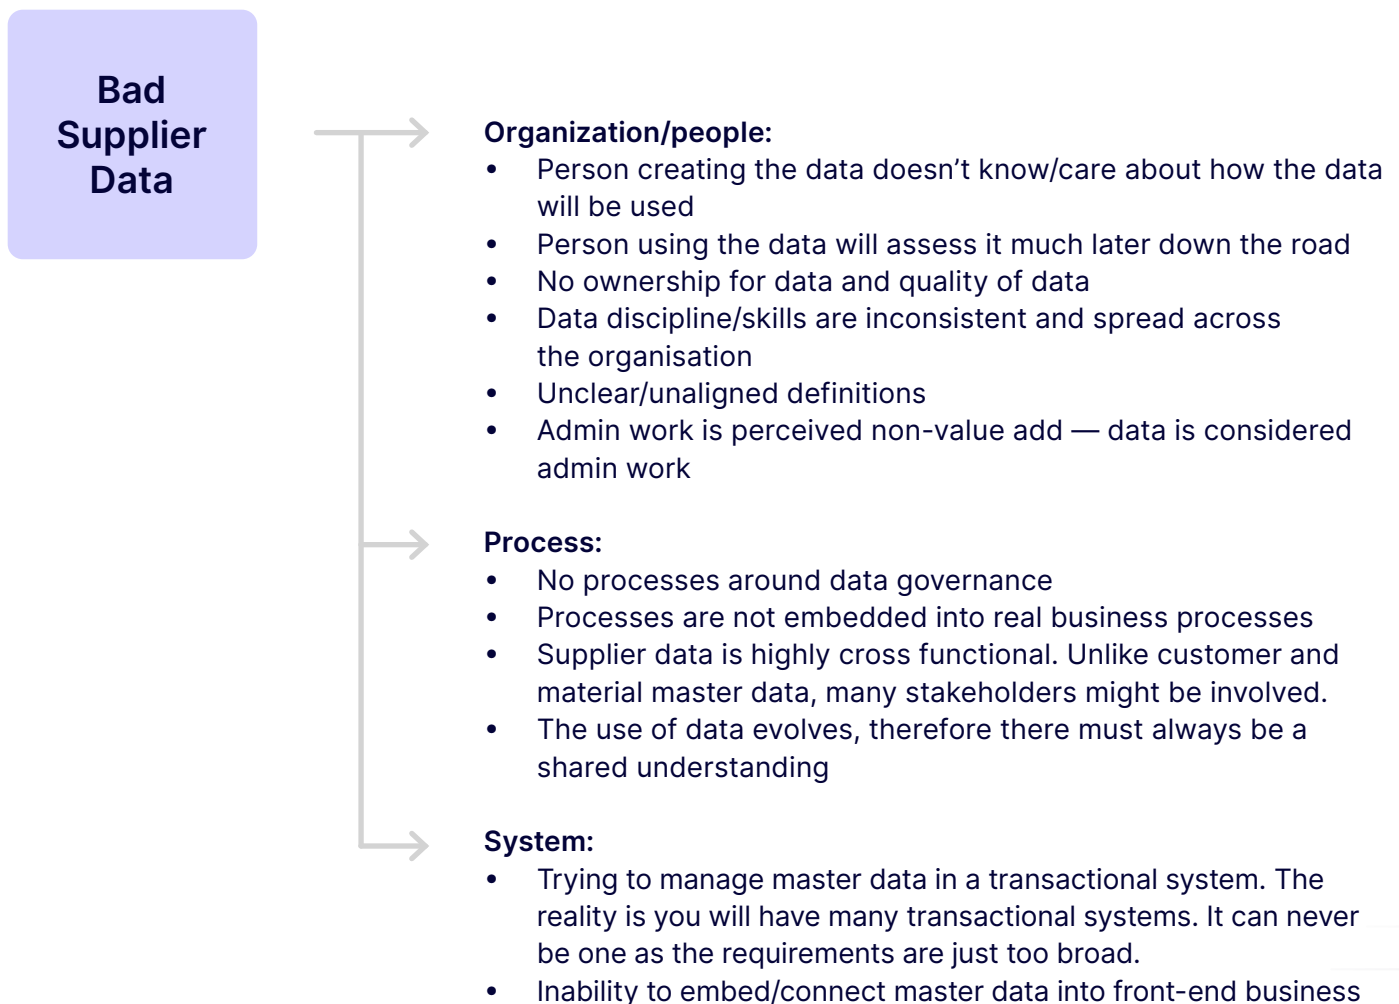 Bad
Supplier
Data
Organization/people:
• Person creating the data doesn’t know/care about how the data
will be used
• Person using the data will assess it much later down the road
• No ownership for data and quality of data
• Data discipline/skills are inconsistent and spread across
the organisation
• Unclear/unaligned definitions
• Admin work is perceived non-value add — data is considered
admin work
Process:
• No processes around data governance
• Processes are not embedded into real business processes
• Supplier data is highly cross functional. Unlike customer and
material master data, many stakeholders might be involved.
• The use of data evolves, therefore there must always be a
shared understanding
System:
• Trying to manage master data in a transactional system. The
reality is you will have many transactional systems. It can never
be one as the requirements are just too broad.
• Inability to embed/connect master data into front-end business